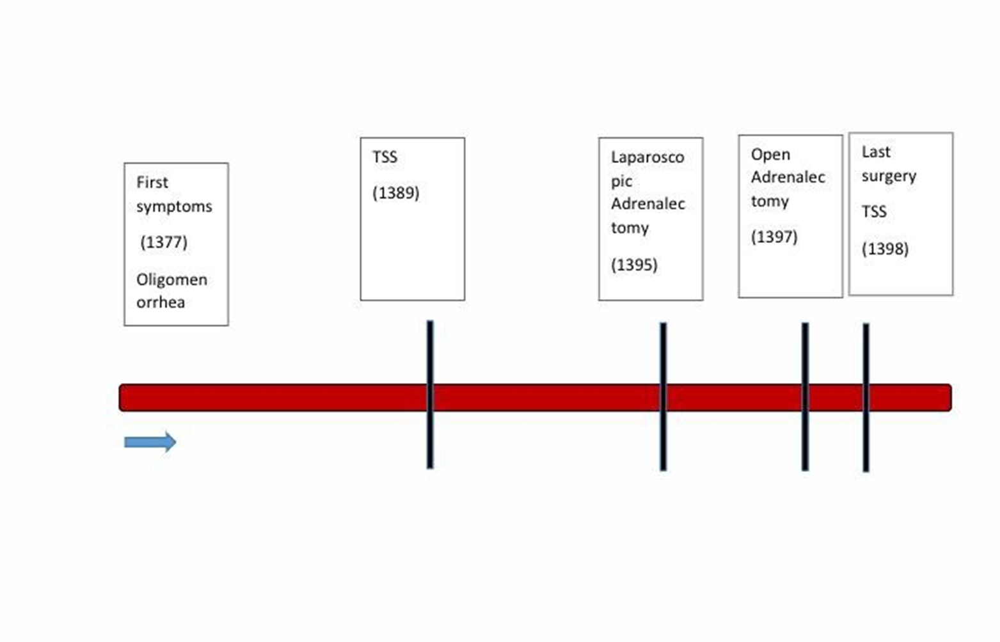 First
symptoms
(1377)
Oligomen
orrhea
TSS
(1389)
Laparosco
pic
Adrenalec
tomy
(1395)
Open
Adrenalec
tomy
(1397)
Last
surgery
TSS
(1398)